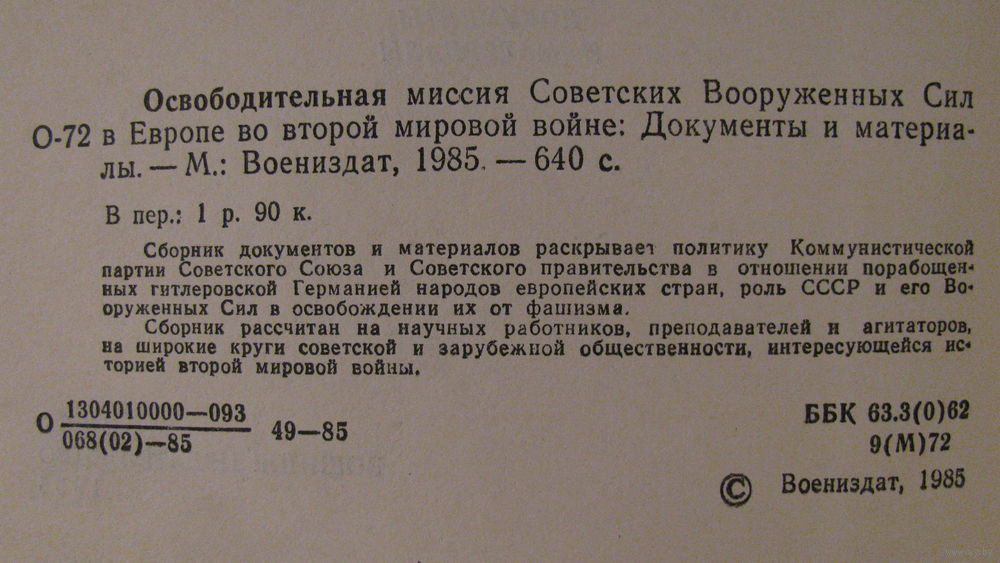 Освободительная миссия Советских Вооруженных Сил
О-72 в Европе во второй мировой войне: Документы и материа-
лы. — М.: Воениздат, 1985. — 640 с.
В пер.: 1 р. 90 к.
Сборник документов и материалов раскрывает политику Коммунистической
партии Советского Союза и Советского правительства в отношении порабощен-
ных гитлеровской Германией народов европейских стран, роль СССР и его Во-
оруженных Сил в освобождении их от фашизма.
Сборник рассчитан на научных работников, преподавателей и агитаторов,
на широкие круги советской и зарубежной общественности, интересующейся ис-
торией второй мировой войны.
О 1304010000—093
068(02)—85
49—85
ББК 63.3(0)62
9(М)72
© Воениздат, 1985